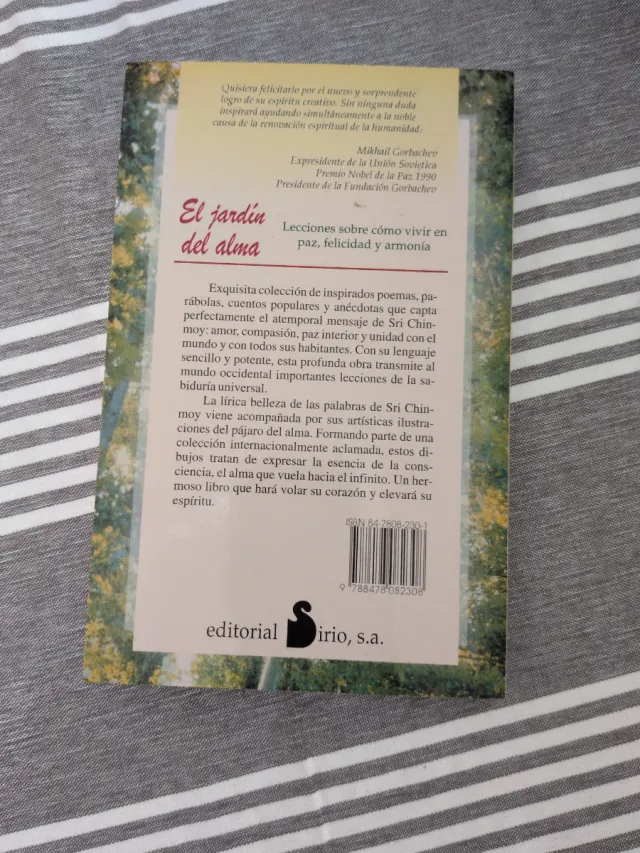 Quisiera felicitarlo por el nuevo y sorprendente
logro de su espíritu creativo. Sin ninguna duda
inspirará ayudando simultáneamente a la noble
causa de la renovación espiritual de la humanidad.
Mikhail Gorbachev
Expresidente de la Unión Soviética
Premio Nobel de la Paz 1990
Presidente de la Fundación Gorbachev
El jardín
del alma
Lecciones sobre cómo vivir en
paz, felicidad y armonía
Exquisita colección de inspirados poemas, pa-
rábolas, cuentos populares y anécdotas que capta
perfectamente el atemporal mensaje de Sri Chin-
moy: amor, compasión, paz interior y unidad con el
mundo y con todos sus habitantes. Con su lenguaje
sencillo y potente, esta profunda obra transmite al
mundo occidental importantes lecciones de la sa-
biduría universal.
La lírica belleza de las palabras de Sri Chin-
moy viene acompañada por sus artísticas ilustra-
ciones del pájaro del alma. Formando parte de una
colección internacionalmente aclamada, estos di-
bujos tratan de expresar la esencia de la cons-
ciencia, el alma que vuela hacia el infinito. Un her-
moso libro que hará volar su corazón y elevará su
espíritu.
ISBN 84-7808-230-1
9 788478 082308
editorial Sirio, s.a.